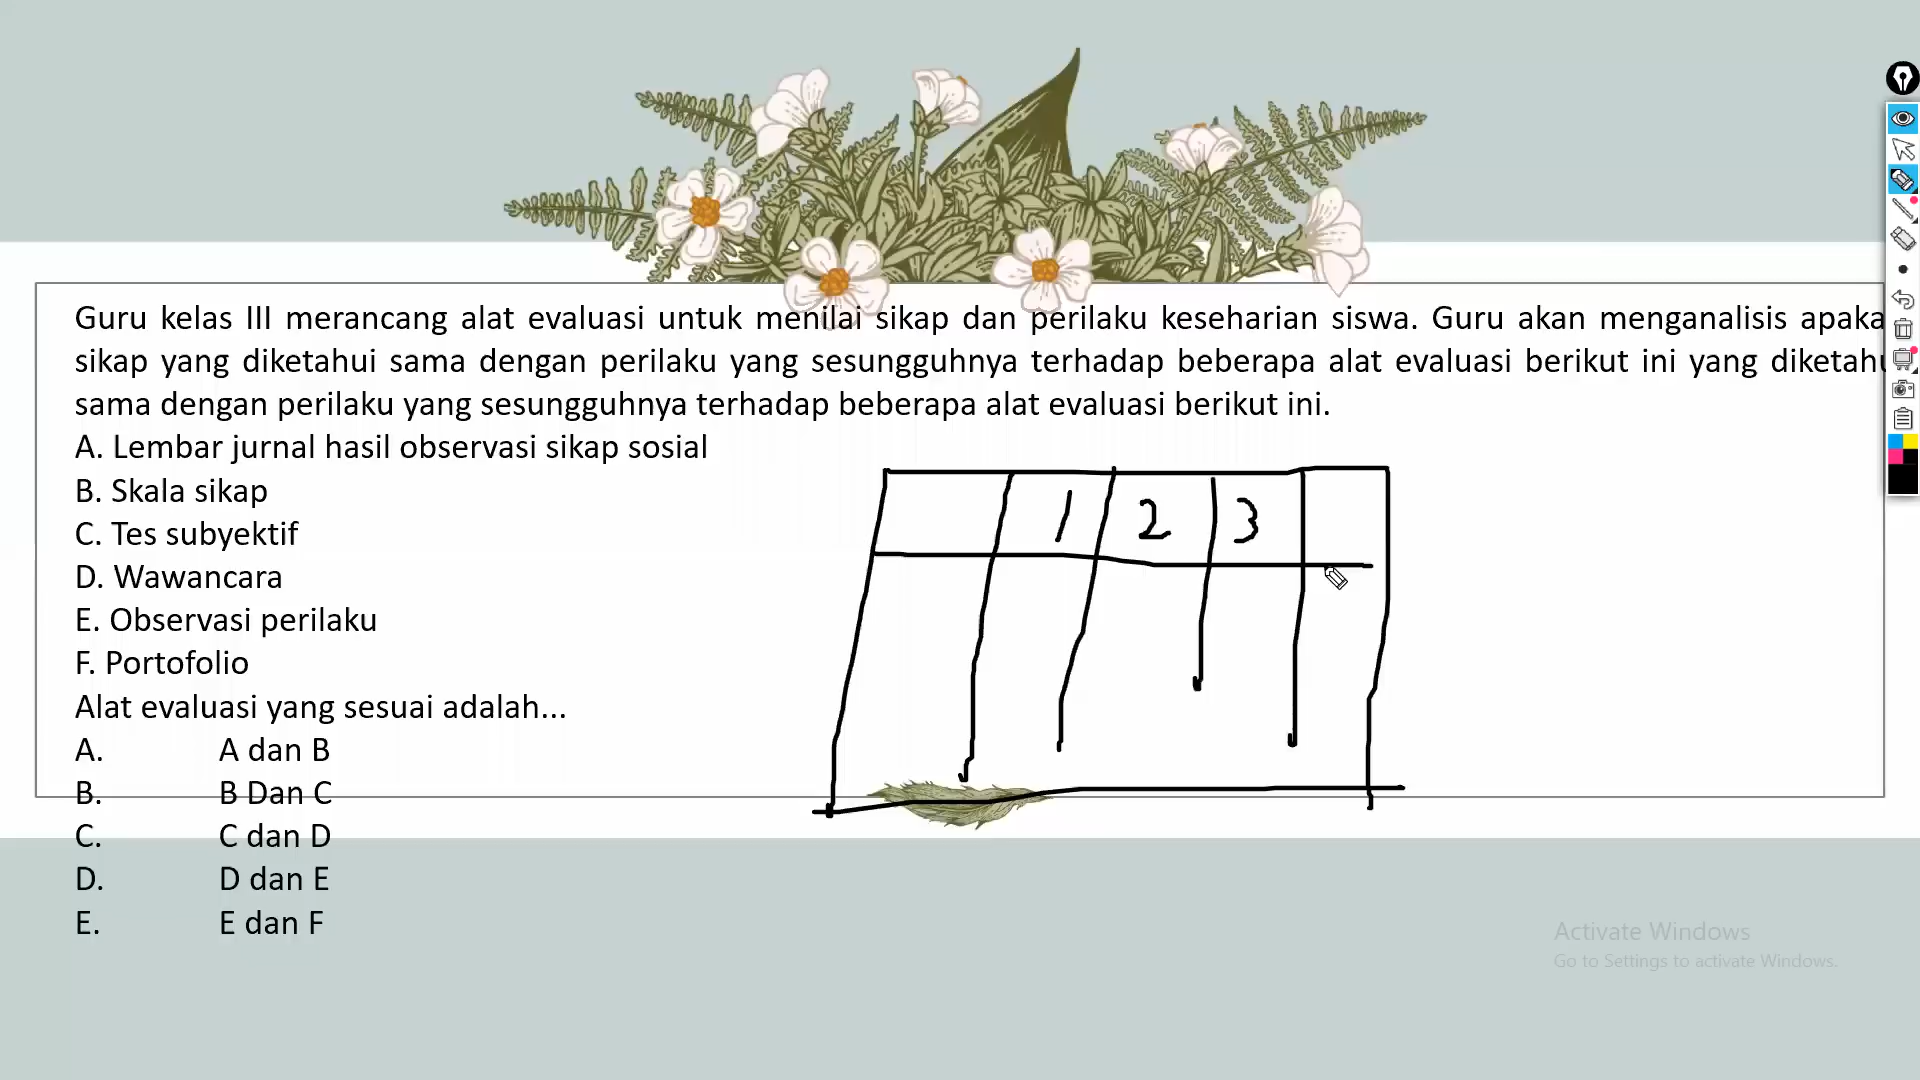 Guru kelas III merancang alat evaluasi untuk menilai sikap dan perilaku keseharian siswa. Guru akan menganalisis apaka
sikap yang diketahui sama dengan perilaku yang sesungguhnya terhadap beberapa alat evaluasi berikut ini yang diketahu
sama dengan perilaku yang sesungguhnya terhadap beberapa alat evaluasi berikut ini.
A. Lembar jurnal hasil observasi sikap sosial
B. Skala sikap
C. Tes subyektif
D. Wawancara
E. Observasi perilaku
F. Portofolio
Alat evaluasi yang sesuai adalah...
A. A dan B
B. B Dan C
C. C dan D
D. D dan E
E. E dan F
1 2 3
Activate Windows
Go to Settings to activate Windows.